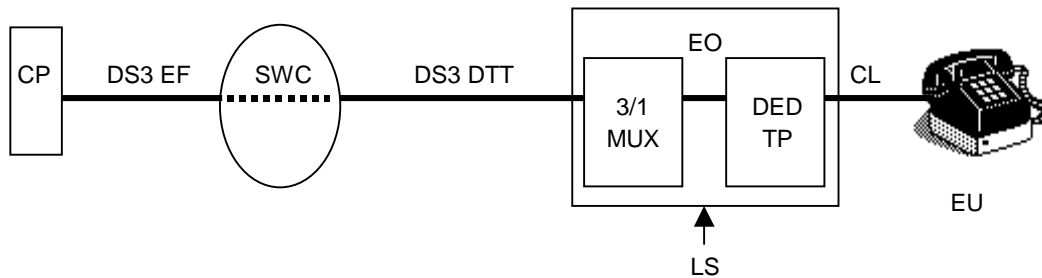 EO
CP
DS3 EF
SWC
DS3 DTT
CL
3/1
MUX
DED
TP
EU
LS